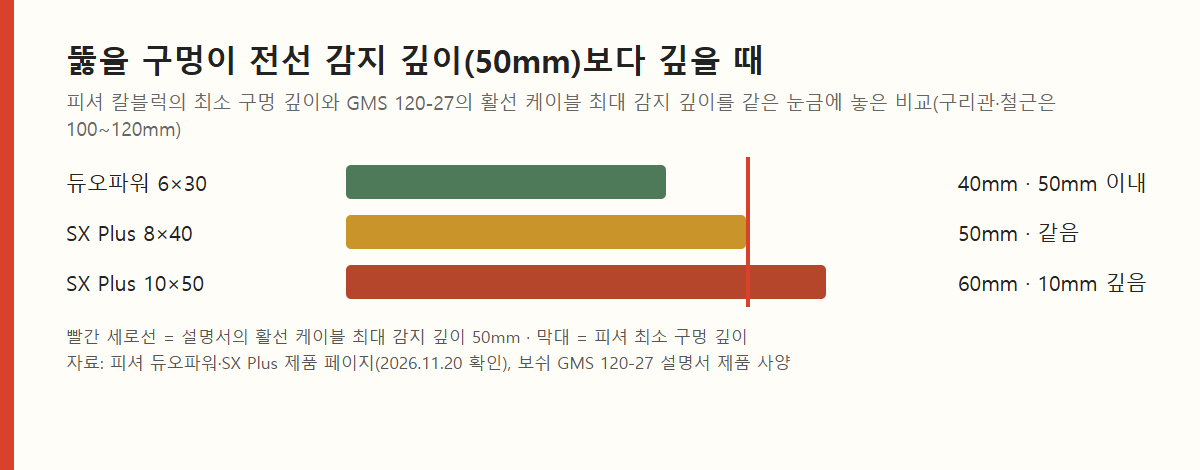 뚫을 구멍이 전선 감지 깊이(50mm)보다 깊을 때
피셔 칼블럭의 최소 구멍 깊이와 GMS 120-27의 활선 케이블 최대 감지 깊이를 같은 눈금에 놓은 비교(구리관·철근은
100~120mm)
듀오파워 6×30
40mm · 50mm 이내
SX Plus 8×40
50mm · 같음
SX Plus 10×50
60mm · 10mm 깊음
빨간 세로선 = 설명서의 활선 케이블 최대 감지 깊이 50mm · 막대 = 피셔 최소 구멍 깊이
자료: 피셔 듀오파워·SX Plus 제품 페이지(2026.11.20 확인), 보쉬 GMS 120-27 설명서 제품 사양